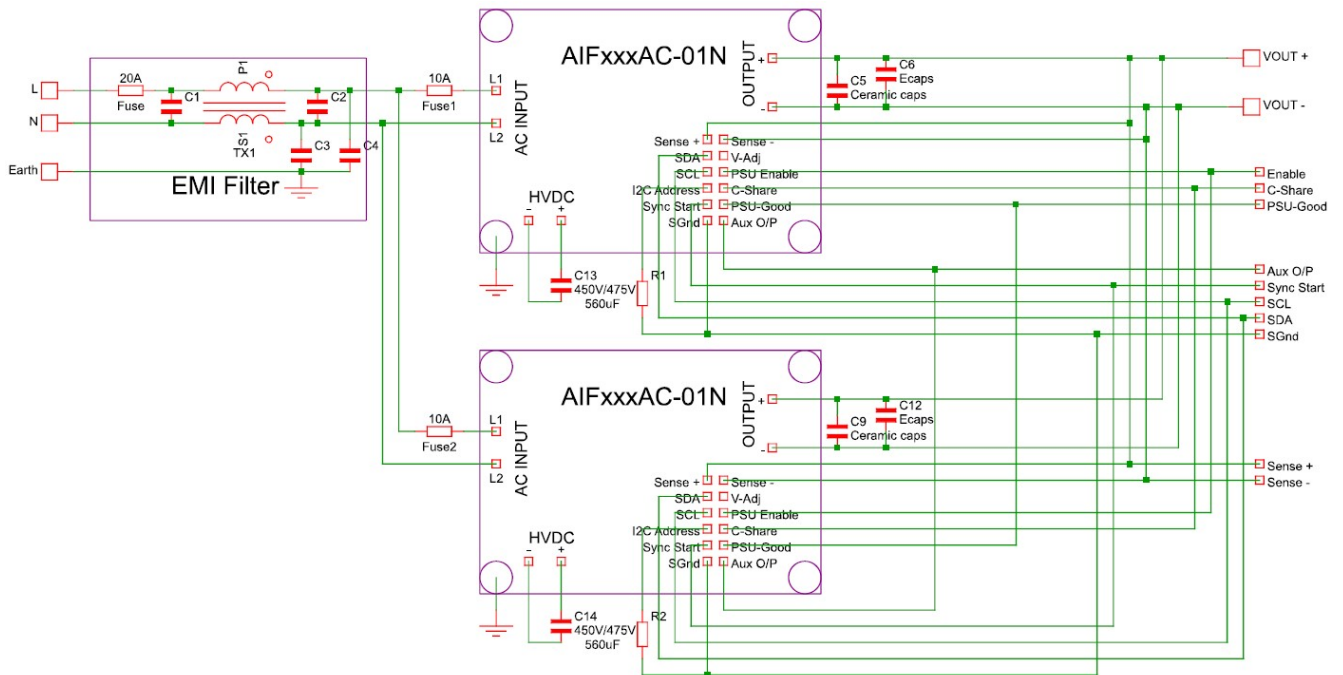 L
20A
Fuse
C1
P1
C2
10A
Fuse1
N
S1
TX1
C3
C4
Earth
EMI Filter
AIFxxxAC-01N
L1
L2
AC INPUT
OUTPUT
+
-
C5
Ceramic caps
C6
Ecaps
VOUT +
VOUT -
Sense +
Sense -
SDA
V-Adj
SCL
PSU Enable
I2C Address
C-Share
Sync Start
PSU-Good
SGnd
Aux O/P
HVDC
-
+
C13
450V/475V
560uF
R1
Enable
C-Share
PSU-Good
Aux O/P
Sync Start
SCL
SDA
SGnd
AIFxxxAC-01N
10A
Fuse2
L1
L2
AC INPUT
OUTPUT
+
-
C9
Ceramic caps
C12
Ecaps
Sense +
Sense -
SDA
V-Adj
SCL
PSU Enable
I2C Address
C-Share
Sync Start
PSU-Good
SGnd
Aux O/P
HVDC
-
+
C14
450V/475V
560uF
R2
Sense +
Sense -